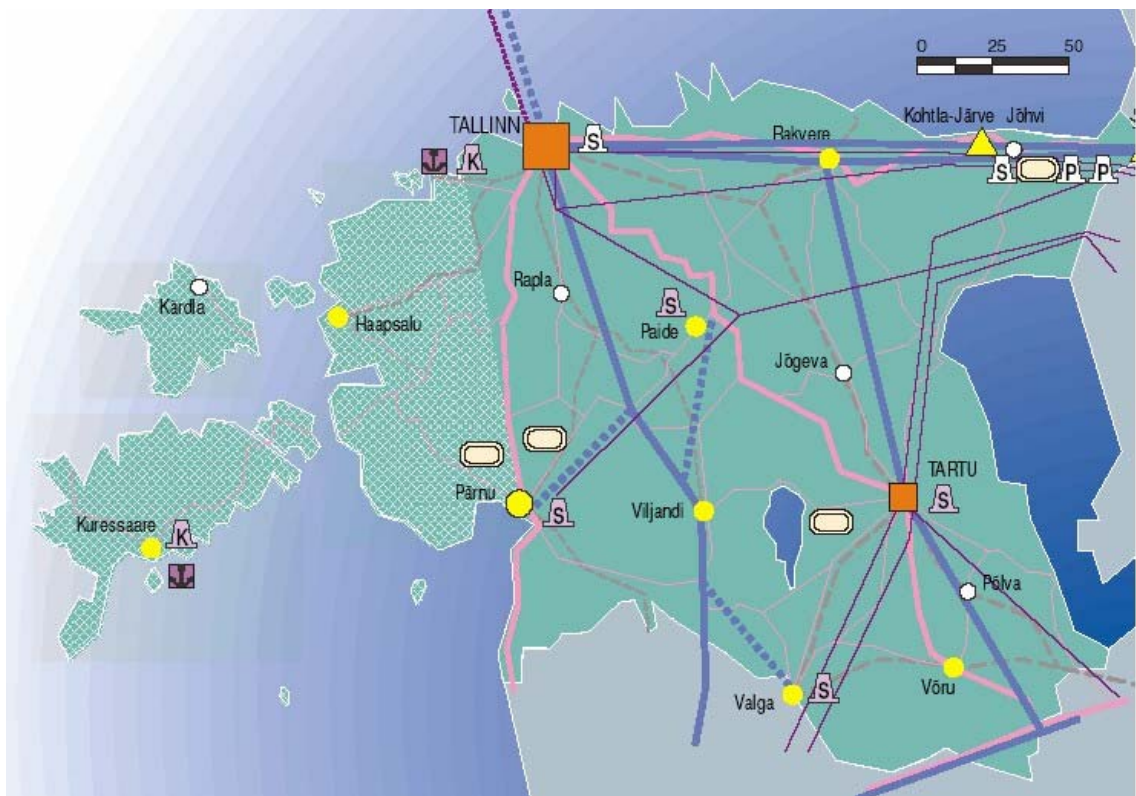 0 25 50
Kohtla-Järve Jõhvi
TALLINN
S
Rakvere
K
S P P
Rapla
Kärdla
S
Haapsalu
Paide
Jõgeva
TARTU
Pärnu
S
Viljandi
S
Kuressaare
K
Põlva
Valga
S
Võru